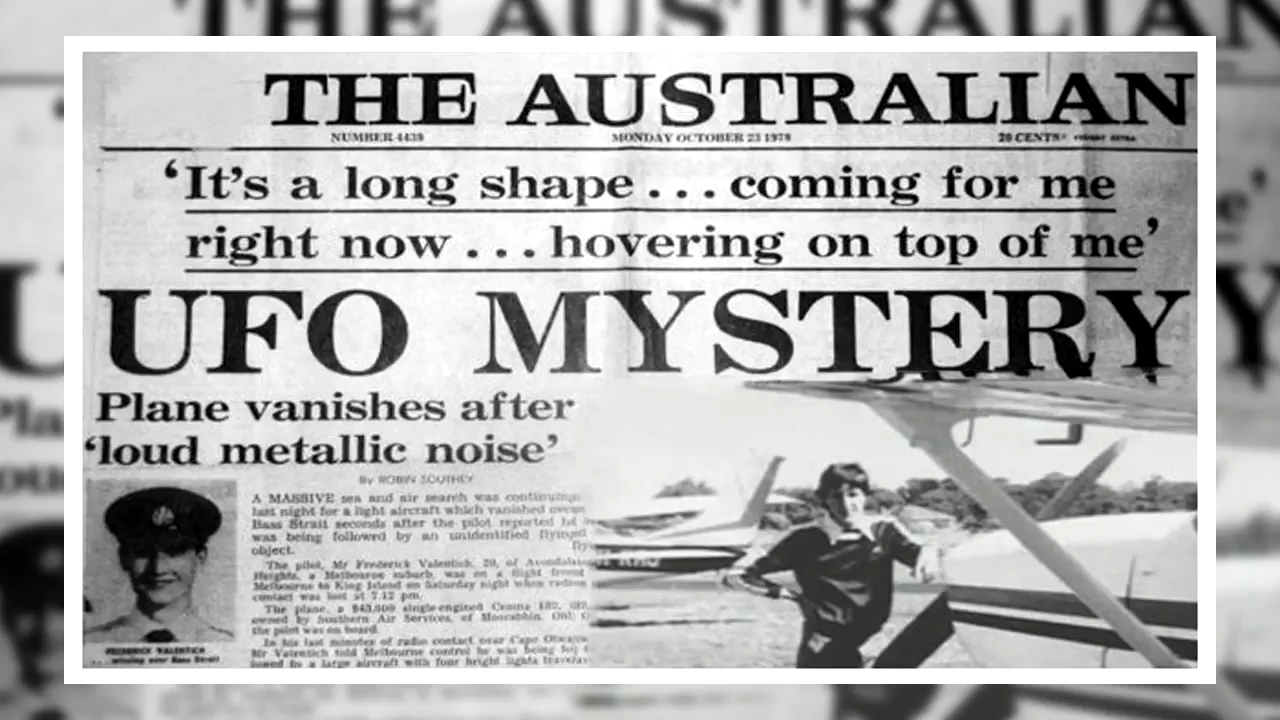 THE AUSTRALIAN
NUMBER 4439 MONDAY OCTOBER 23 1978 20 CENTS
‘It’s a long shape . . . coming for me
right now . . . hovering on top of me’
UFO MYSTERY
Plane vanishes after
‘loud metallic noise’
By ROBIN SOUTHEY
A MASSIVE sea and air search was continuing
last night for a light aircraft which vanished over
Bass Strait seconds after the pilot reported he
was being followed by an unidentified flying
object.
The pilot, Mr Frederick Valentich, 20, of Avondale
Heights, a Melbourne suburb, was on a flight from
Melbourne to King Island on Saturday night when radio
contact was lost at 7.12 pm.
The plane, a single-engined Cessna 182,
owned by Southern Air Services, of Moorabbin.
the pilot was on board.
In his last minutes of radio contact near Cape Otway
Mr Valentich told Melbourne control he was being
lowed by a large aircraft with four bright lights
FREDERICK VALENTICH
. . . missing over Bass Strait